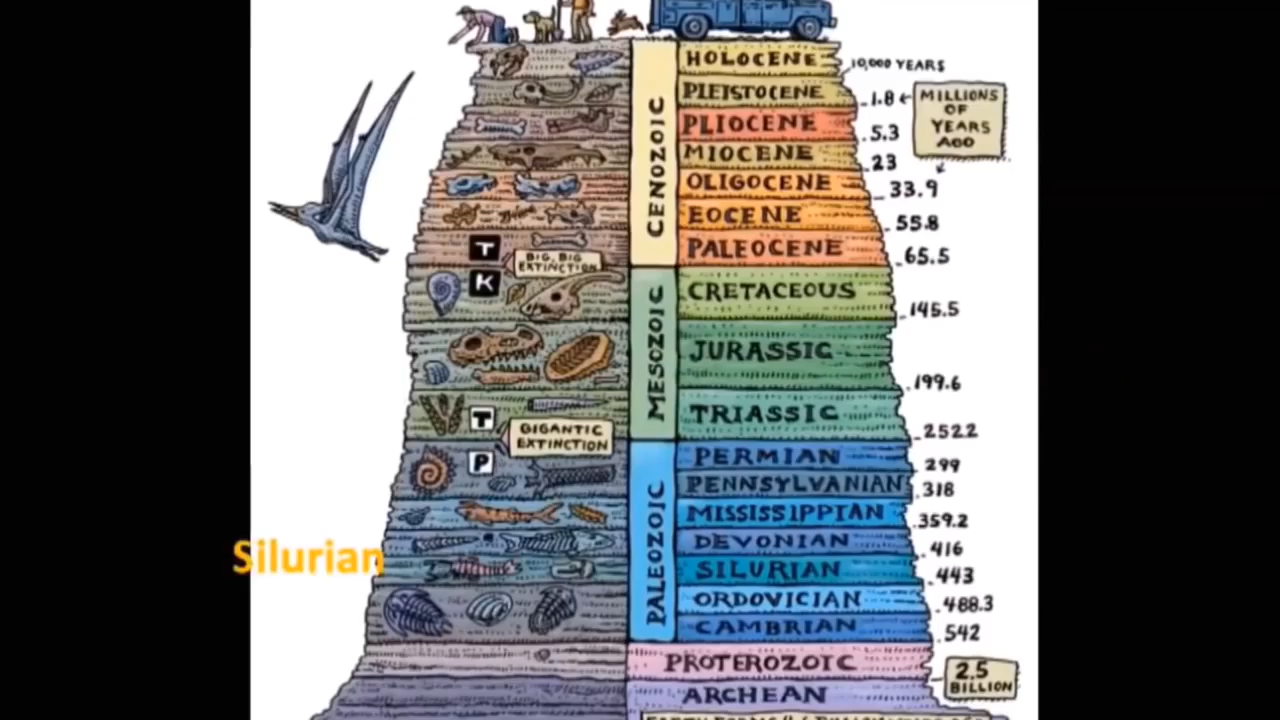 HOLOCENE
10,000 YEARS
PLEISTOCENE
1.8
MILLIONS
OF
YEARS
AGO
PLIOCENE
5.3
MIOCENE
23
OLIGOCENE
33.9
EOCENE
55.8
PALEOCENE
65.5
CENOZOIC
T
BIG, BIG
EXTINCTION
K
CRETACEOUS
145.5
JURASSIC
199.6
MESOZOIC
TRIASSIC
252.2
T
GIGANTIC
EXTINCTION
P
PERMIAN
299
PENNSYLVANIAN
318
MISSISSIPPIAN
359.2
DEVONIAN
416
Silurian
SILURIAN
443
PALEOZOIC
ORDOVICIAN
488.3
CAMBRIAN
542
PROTEROZOIC
2.5
BILLION
ARCHEAN